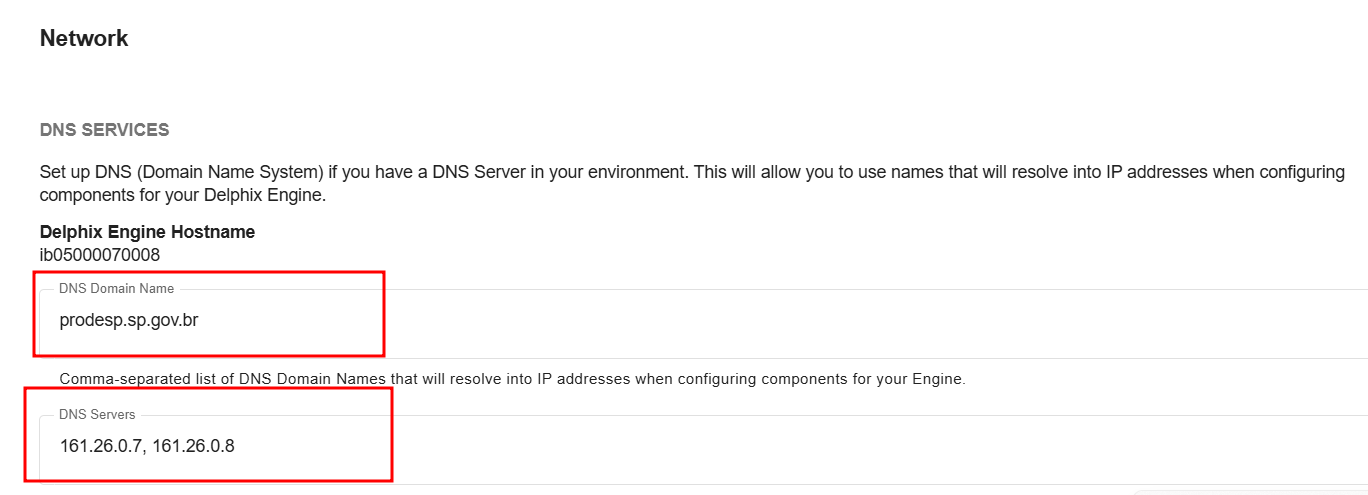 Network
DNS SERVICES
Set up DNS (Domain Name System) if you have a DNS Server in your environment. This will allow you to use names that will resolve into IP addresses when configuring
components for your Delphix Engine.
Delphix Engine Hostname
ib05000070008
DNS Domain Name
prodesp.sp.gov.br
Comma-separated list of DNS Domain Names that will resolve into IP addresses when configuring components for your Engine.
DNS Servers
161.26.0.7, 161.26.0.8